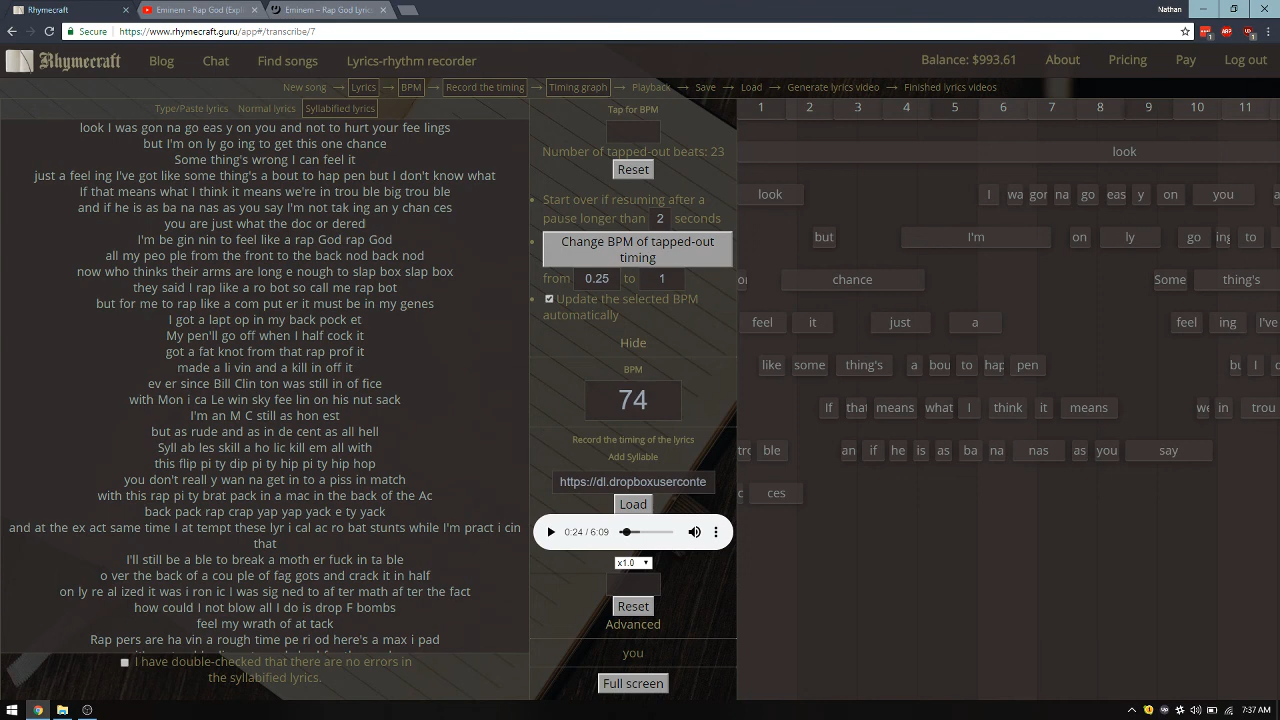 Rhymecraft
Eminem - Rap God (Expli
Eminem – Rap God Lyrics
Nathan
Secure
https://www.rhymecraft.guru/app#/transcribe/7
Rhymecraft
Blog
Chat
Find songs
Lyrics-rhythm recorder
Balance: $993.61
About
Pricing
Pay
Log out
New song → Lyrics → BPM → Record the timing → Timing graph → Playback → Save → Load → Generate lyrics video → Finished lyrics videos
Type/Paste lyrics
Normal lyrics
Syllabified lyrics
look I was gon na go eas y on you and not to hurt your fee lings
but I'm on ly go ing to get this one chance
Some thing's wrong I can feel it
just a feel ing I've got like some thing's a bout to hap pen but I don't know what
If that means what I think it means we're in trou ble big trou ble
and if he is as ba na nas as you say I'm not tak ing an y chan ces
you are just what the doc or dered
I'm be gin nin to feel like a rap God rap God
all my peo ple from the front to the back nod back nod
now who thinks their arms are long e nough to slap box slap box
they said I rap like a ro bot so call me rap bot
but for me to rap like a com put er it must be in my genes
I got a lapt op in my back pock et
My pen'll go off when I half cock it
got a fat knot from that rap prof it
made a li vin and a kill in off it
ev er since Bill Clin ton was still in of fice
with Mon i ca Le win sky fee lin on his nut sack
I'm an M C still as hon est
but as rude and as in de cent as all hell
Syll ab les skill a ho lic kill em all with
this flip pi ty dip pi ty hip pi ty hip hop
you don't really y wan na get in to a piss in match
with this rap pi ty brat pack in a mac in the back of the Ac
back pack rap crap yap yap yack e ty yack
and at the ex act same time I at tempt these lyr i cal ac ro bat stunts while I'm pract i cin
that
I'll still be a ble to break a moth er fuck in ta ble
o ver the back of a cou ple of fag gots and crack it in half
on ly re al ized it was i ron ic I was sig ned to af ter math af ter the fact
how could I not blow all I do is drop F bombs
feel my wrath of at tack
Rap pers are ha vin a rough time pe ri od here's a max i pad
I have double-checked that there are no errors in
the syllabified lyrics.
Tap for BPM
Number of tapped-out beats: 23
Reset
Start over if resuming after a
pause longer than 2 seconds
Change BPM of tapped-out
timing
from 0.25 to 1
Update the selected BPM
automatically
Hide
BPM
74
Record the timing of the lyrics
Add Syllable
https://dl.dropboxuserconte
Load
0:24 / 6:09
x1.0
Reset
Advanced
you
Full screen
1 2 3 4 5 6 7 8 9 10 11
look
look I wa gon na go eas y on you
but I'm on ly go ing to
chance Some thing's
feel it just a feel ing I've
like some thing's a bou to hap pen bu I
If that means what I think it means we in trou
ble an if he is as ba na nas as you say
ces
7:37 AM